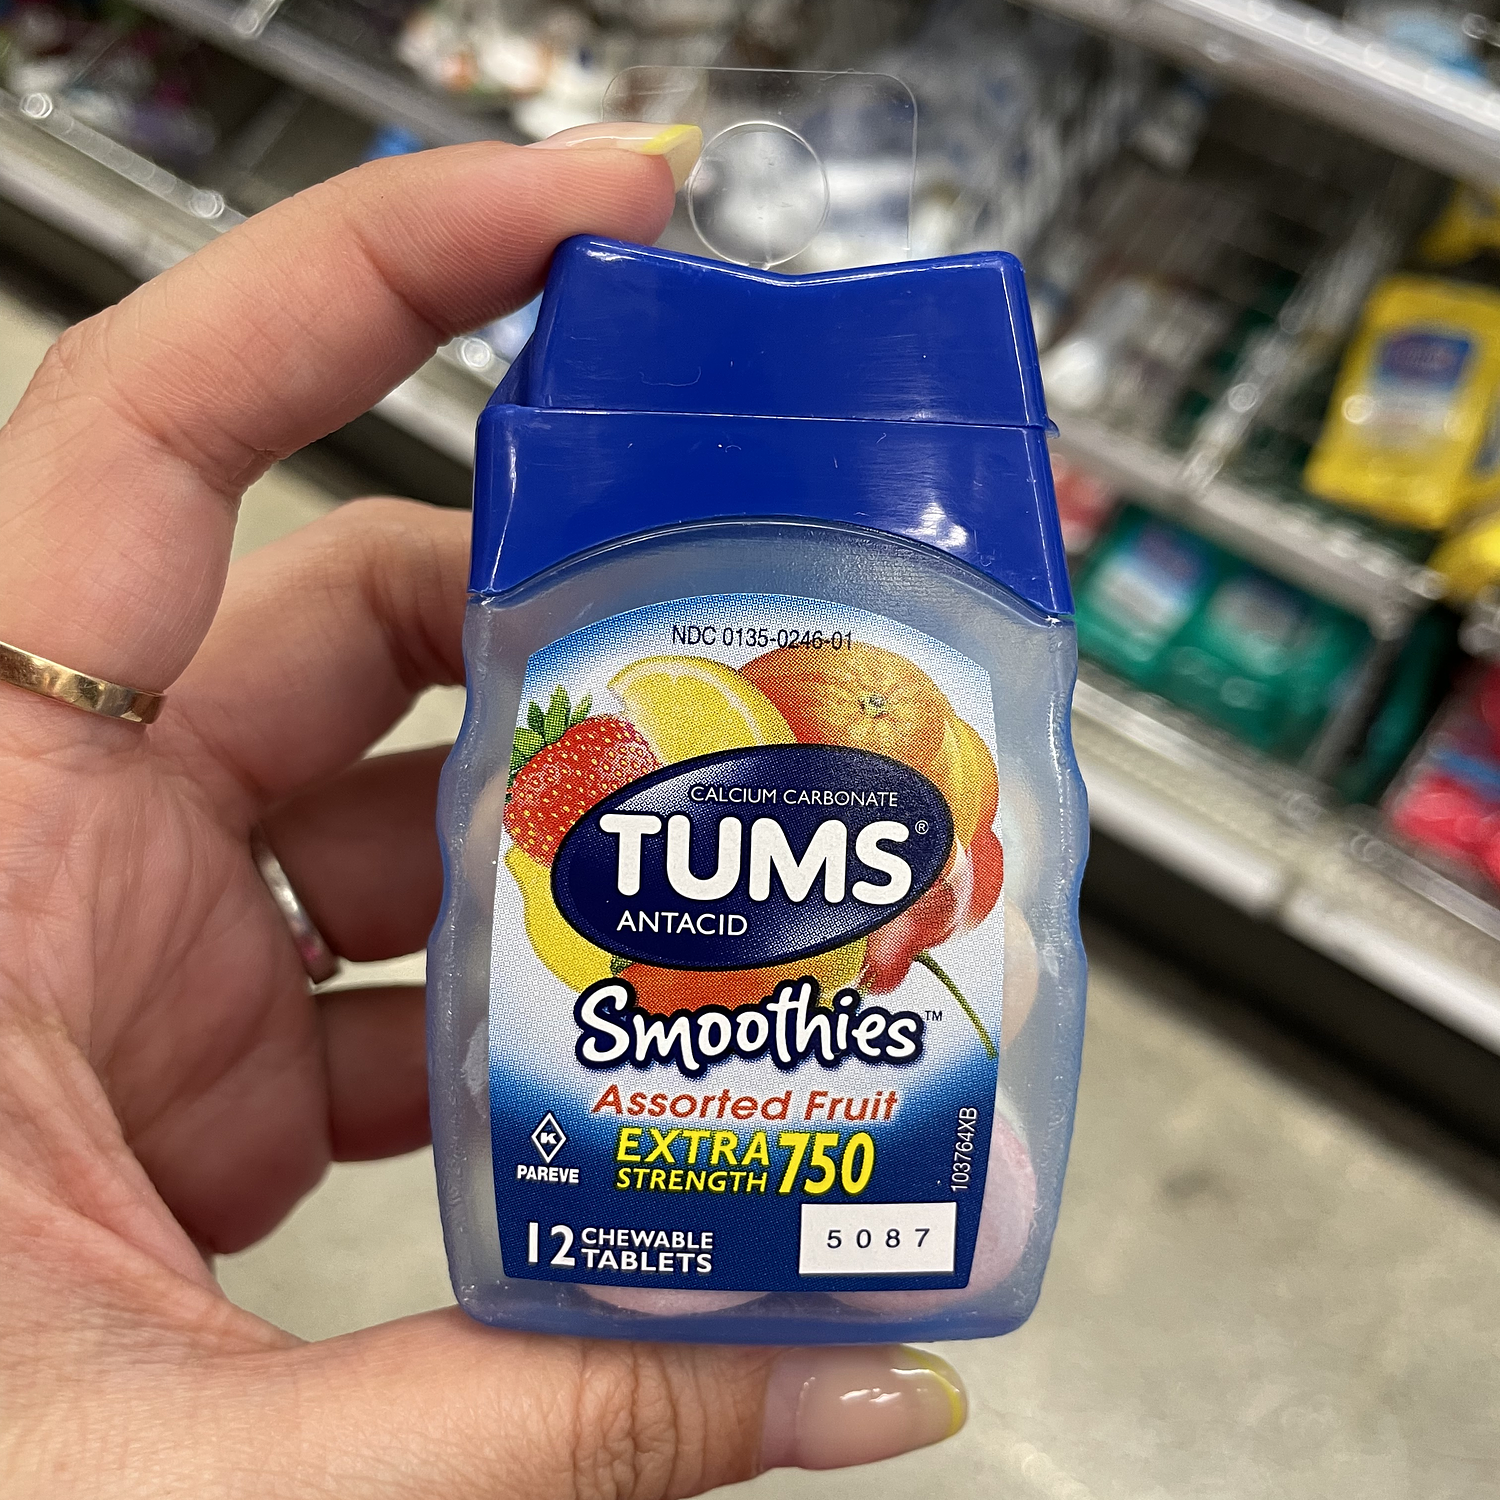 NDC 0135-0246-01
CALCIUM CARBONATE
TUMS®
ANTACID
Smoothies™
Assorted Fruit
EXTRA
STRENGTH 750
K
PAREVE
103764XB
12 CHEWABLE
TABLETS
5087